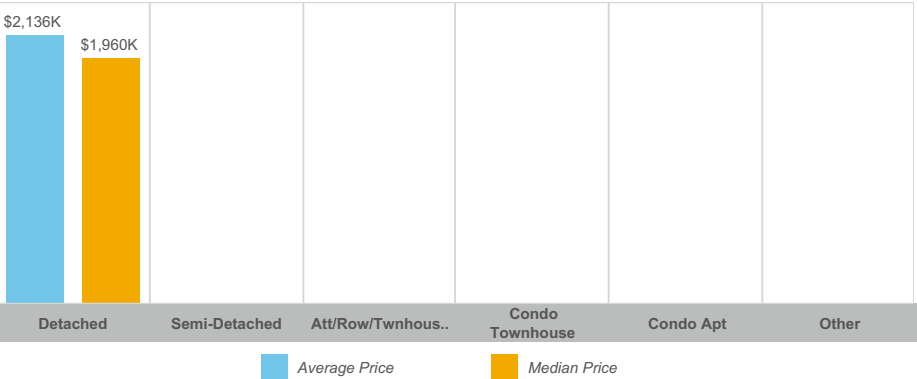 $2,136K
$1,960K
Detached
Semi-Detached
Att/Row/Twnhous..
Condo
Townhouse
Condo Apt
Other
Average Price
Median Price